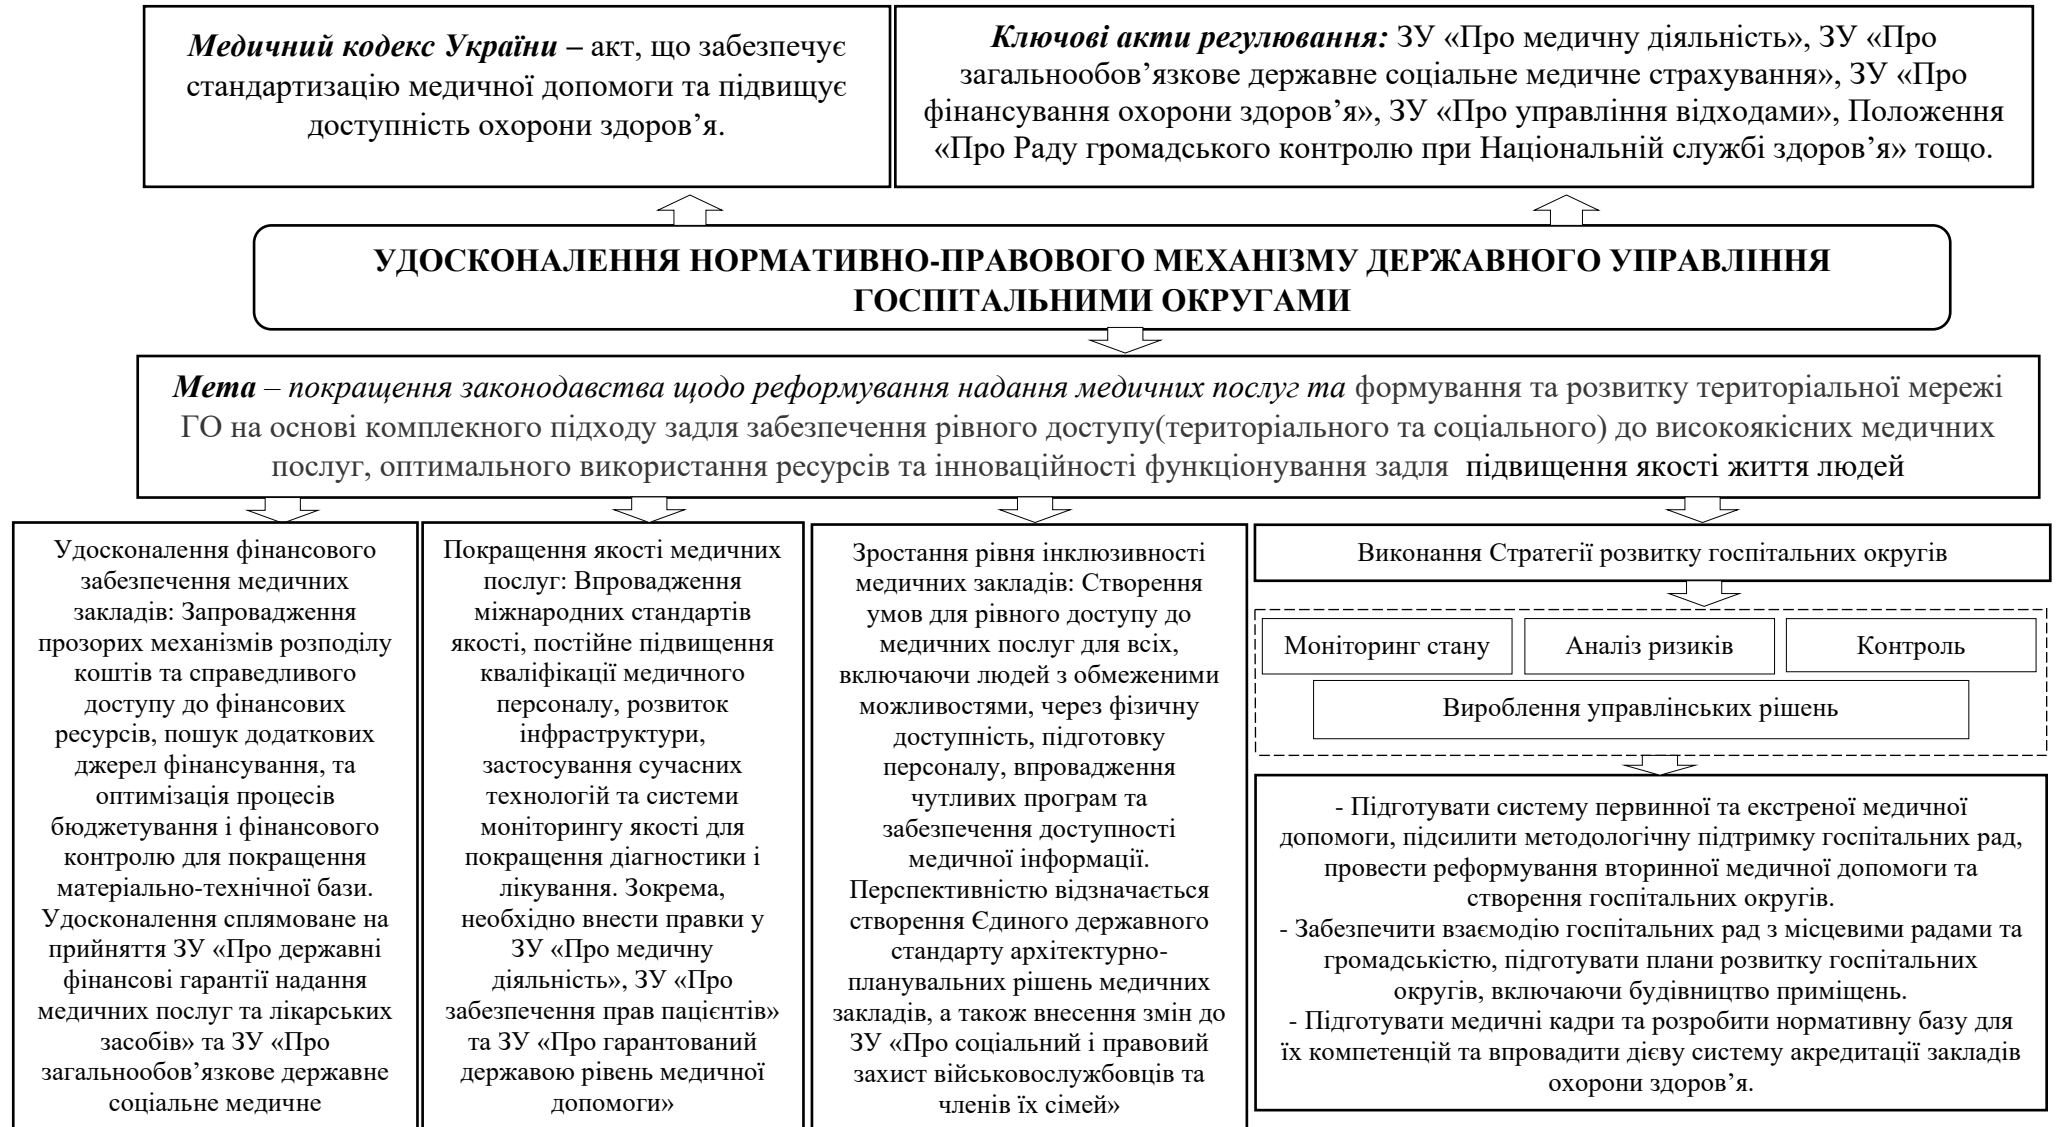 Медичний кодекс України – акт, що забезпечує
стандартизацію медичної допомоги та підвищує
доступність охорони здоров’я.
Ключові акти регулювання: ЗУ «Про медичну діяльність», ЗУ «Про
загальнообов’язкове державне соціальне медичне страхування», ЗУ «Про
фінансування охорони здоров’я», ЗУ «Про управління відходами», Положення
«Про Раду громадського контролю при Національній службі здоров’я» тощо.
УДОСКОНАЛЕННЯ НОРМАТИВНО-ПРАВОВОГО МЕХАНІЗМУ ДЕРЖАВНОГО УПРАВЛІННЯ
ГОСПІТАЛЬНИМИ ОКРУГАМИ
Мета – покращення законодавства щодо реформування надання медичних послуг та формування та розвитку територіальної мережі
ГО на основі комплекного підходу задля забезпечення рівного доступу(територіального та соціального) до високоякісних медичних
послуг, оптимального використання ресурсів та інноваційності функціонування задля підвищення якості життя людей
Удосконалення фінансового
забезпечення медичних
закладів: Запровадження
прозорих механізмів розподілу
коштів та справедливого
доступу до фінансових
ресурсів, пошук додаткових
джерел фінансування, та
оптимізація процесів
бюджетування і фінансового
контролю для покращення
матеріально-технічної бази.
Удосконалення сплямоване на
прийняття ЗУ «Про державні
фінансові гарантії надання
медичних послуг та лікарських
засобів» та ЗУ «Про
загальнообов’язкове державне
соціальне медичне
Покращення якості медичних
послуг: Впровадження
міжнародних стандартів
якості, постійне підвищення
кваліфікації медичного
персоналу, розвиток
інфраструктури,
застосування сучасних
технологій та системи
моніторингу якості для
покращення діагностики і
лікування. Зокрема,
необхідно внести правки у
ЗУ «Про медичну
діяльність», ЗУ «Про
забезпечення прав пацієнтів»
та ЗУ «Про гарантований
державою рівень медичної
допомоги»
Зростання рівня інклюзивності
медичних закладів: Створення
умов для рівного доступу до
медичних послуг для всіх,
включаючи людей з обмеженими
можливостями, через фізичну
доступність, підготовку
персоналу, впровадження
чутливих програм та
забезпечення доступності
медичної інформації.
Перспективністю відзначається
створення Єдиного державного
стандарту архітектурно-
планувальних рішень медичних
закладів, а також внесення змін до
ЗУ «Про соціальний і правовий
захист військовослужбовців та
членів їх сімей»
Виконання Стратегії розвитку госпітальних округів
Моніторинг стану
Аналіз ризиків
Контроль
Вироблення управлінських рішень
- Підготувати систему первинної та екстреної медичної
допомоги, підсилити методологічну підтримку госпітальних рад,
провести реформування вторинної медичної допомоги та
створення госпітальних округів.
- Забезпечити взаємодію госпітальних рад з місцевими радами та
громадськістю, підготувати плани розвитку госпітальних
округів, включаючи будівництво приміщень.
- Підготувати медичні кадри та розробити нормативну базу для
їх компетенцій та впровадити дієву систему акредитації закладів
охорони здоров’я.